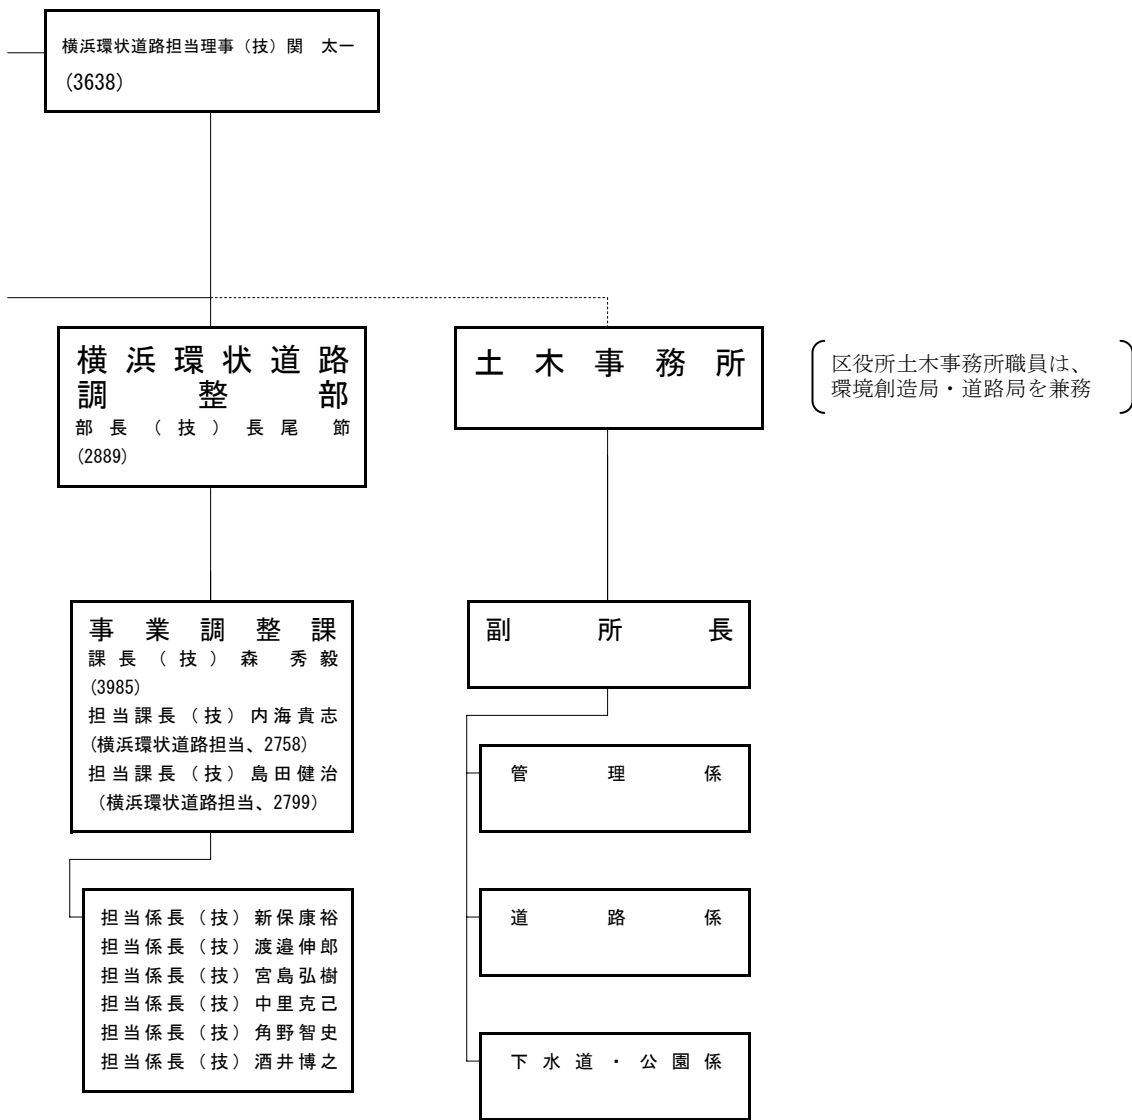 横浜環状道路担当理事（技）関　太一
(3638)
横浜環状道路
調整部
部長（技）長尾　節
(2889)
土木事務所
区役所土木事務所職員は、
環境創造局・道路局を兼務
事業調整課
課長（技）森　秀毅
(3985)
担当課長（技）内海貴志
(横浜環状道路担当、2758)
担当課長（技）島田健治
（横浜環状道路担当、2799）
担当係長（技）新保康裕
担当係長（技）渡邉伸郎
担当係長（技）宮島弘樹
担当係長（技）中里克己
担当係長（技）角野智史
担当係長（技）酒井博之
副所長
管理係
道路係
下水道・公園係